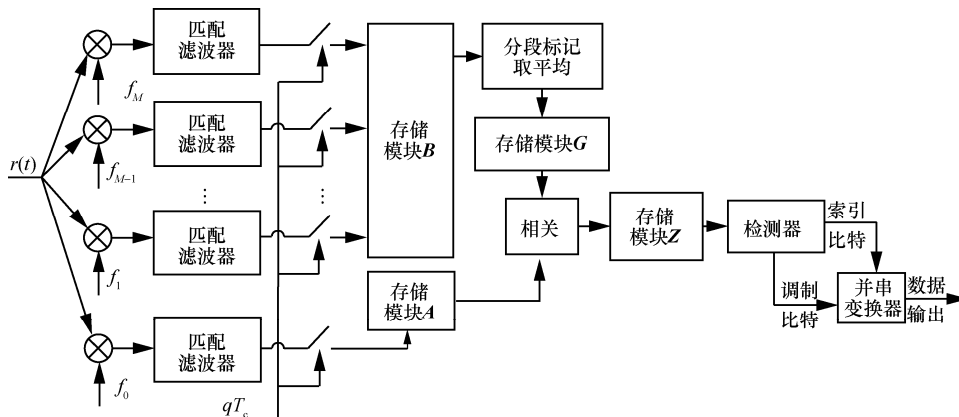 匹配
滤波器
f_M
匹配
滤波器
f_{M-1}
r(t)
⋮
⋮
匹配
滤波器
f_1
匹配
滤波器
f_0
qT_c
存储
模块B
存储
模块A
分段标记
取平均
存储模块G
相关
存储
模块Z
检测器
索引
比特
调制
比特
并串
变换器
数据
输出